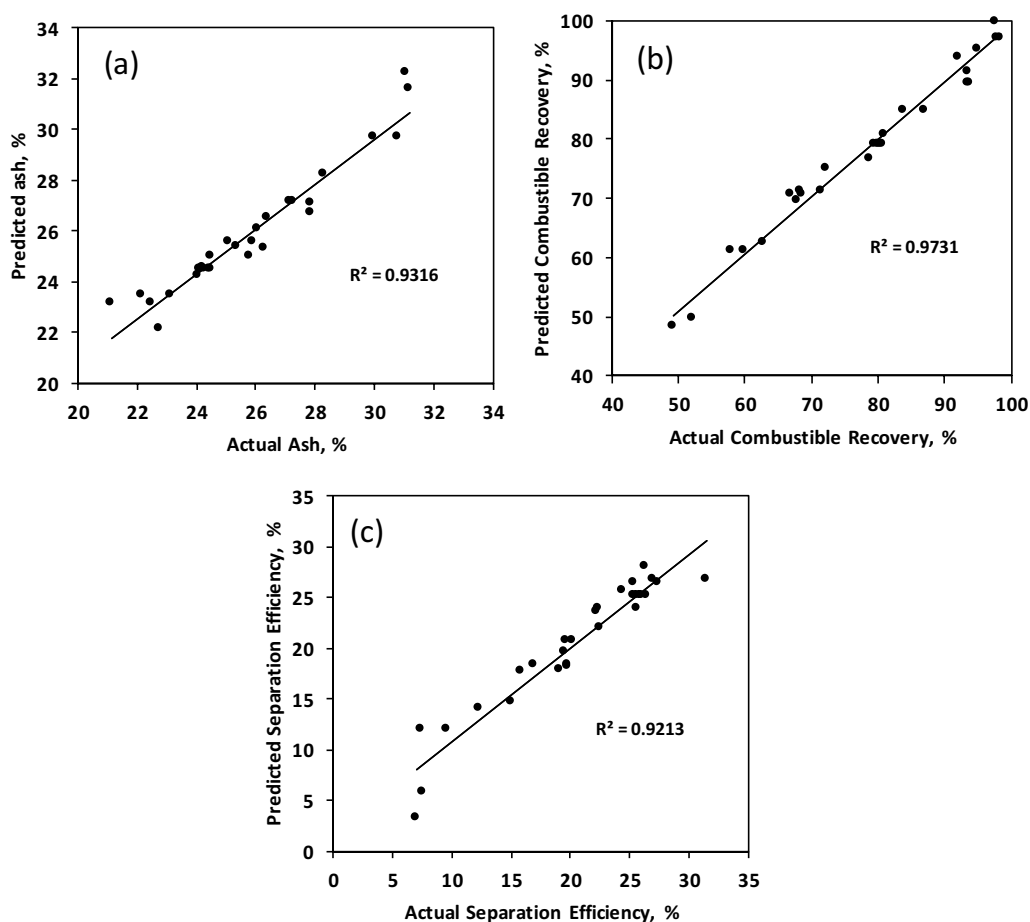 (a)
Predicted ash, %
34
32
30
28
26
24
22
20
R² = 0.9316
20 22 24 26 28 30 32 34
Actual Ash, %
(b)
Predicted Combustible Recovery, %
100
90
80
70
60
50
40
R² = 0.9731
40 50 60 70 80 90 100
Actual Combustible Recovery, %
(c)
Predicted Separation Efficiency, %
35
30
25
20
15
10
5
0
R² = 0.9213
0 5 10 15 20 25 30 35
Actual Separation Efficiency, %